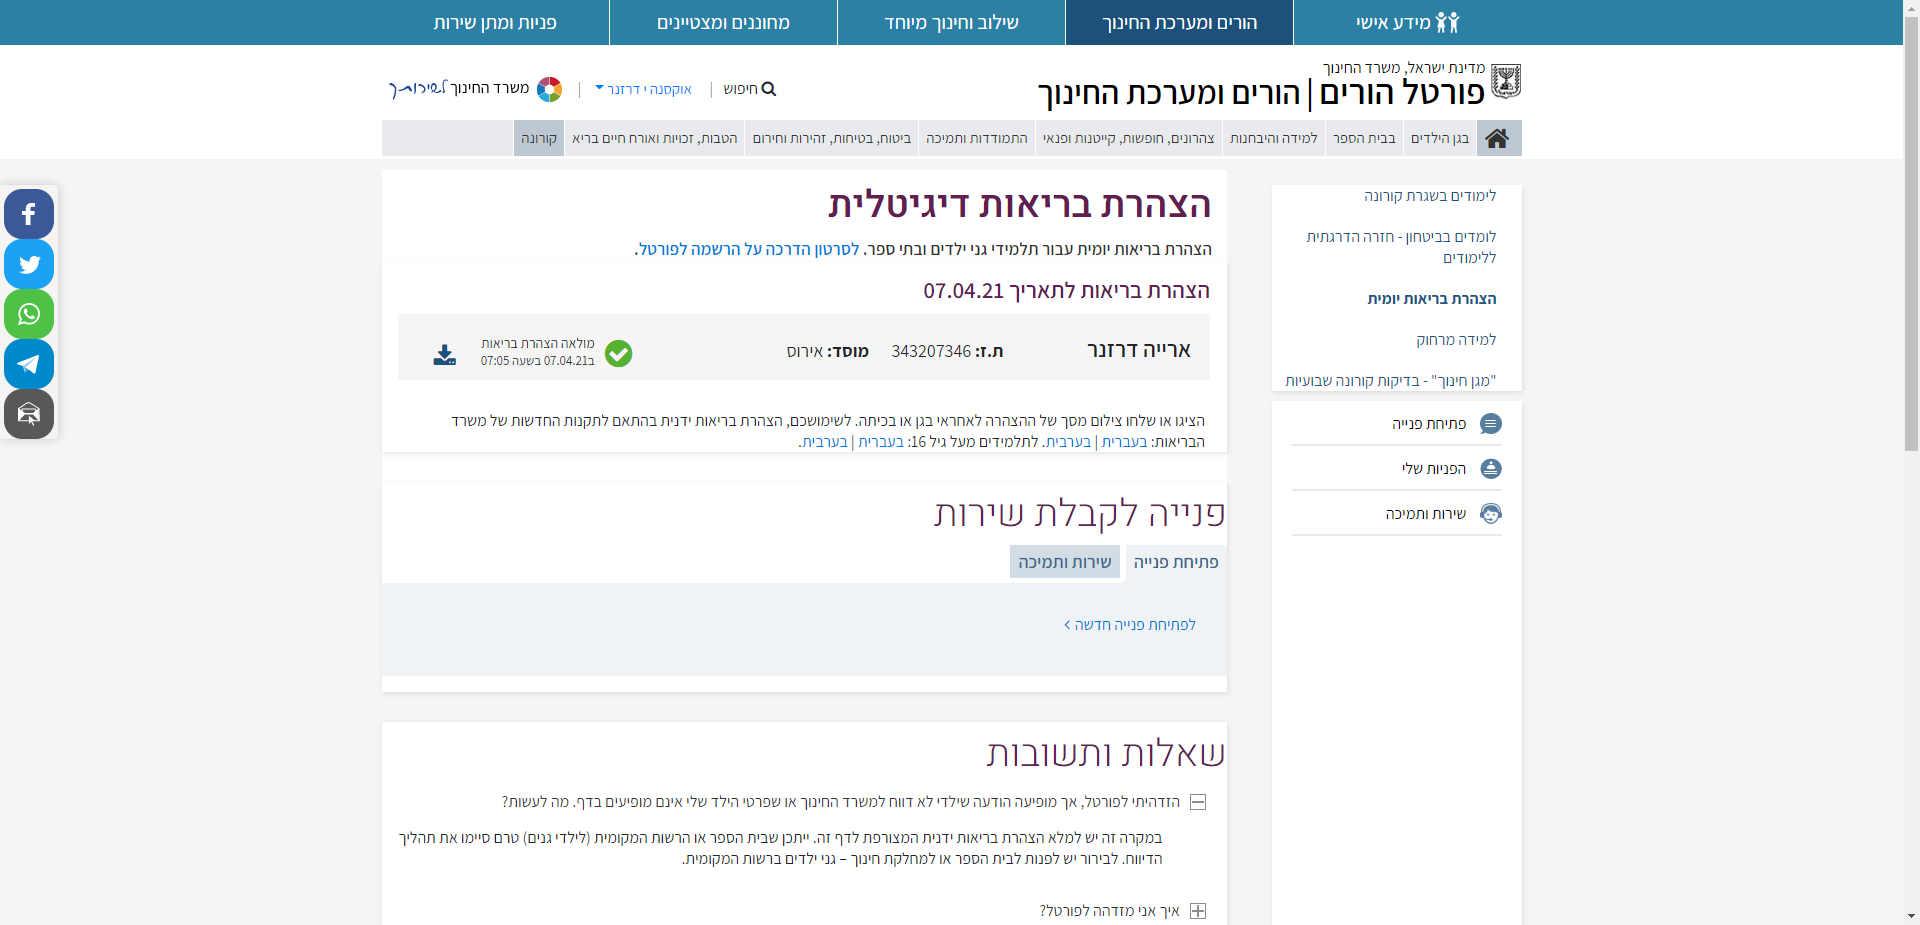 מידע אישי
הורים ומערכת החינוך
שילוב וחינוך מיוחד
מחוננים ומצטיינים
פניות ומתן שירות
מדינת ישראל, משרד החינוך
פורטל הורים | הורים ומערכת החינוך
חיפוש | אוקסנה י דרזנר |
משרד החינוך לשירותך
בגן הילדים
בבית הספר
למידה והיבחנות
צהרונים, חופשות, קייטנות ופנאי
התמודדות ותמיכה
ביטוח, בטיחות, זהירות וחירום
הטבות, זכויות ואורח חיים בריא
קורונה
לימודים בשגרת קורונה
לומדים בביטחון - חזרה הדרגתית
ללימודים
הצהרת בריאות יומית
למידה מרחוק
"מגן חינוך" - בדיקות קורונה שבועיות
פתיחת פנייה
הפניות שלי
שירות ותמיכה
הצהרת בריאות דיגיטלית
הצהרת בריאות יומית עבור תלמידי גני ילדים ובתי ספר. לסרטון הדרכה על הרשמה לפורטל.
הצהרת בריאות לתאריך 07.04.21
ארייה דרזנר
ת.ז: 343207346
מוסד: אירוס
מולאה הצהרת בריאות
ב07.04.21 בשעה 07:05
הציגו או שלחו צילום מסך של ההצהרה לאחראי בגן או בכיתה. לשימושכם, הצהרת בריאות ידנית בהתאם לתקנות החדשות של משרד
הבריאות: בעברית | בערבית. לתלמידים מעל גיל 16: בעברית | בערבית.
פנייה לקבלת שירות
פתיחת פנייה
שירות ותמיכה
לפתיחת פנייה חדשה
שאלות ותשובות
הזדהיתי לפורטל, אך מופיעה הודעה שילדי לא דווח למשרד החינוך או שפרטי הילד שלי אינם מופיעים בדף. מה לעשות?
במקרה זה יש למלא הצהרת בריאות ידנית המצורפת לדף זה. ייתכן שבית הספר או הרשות המקומית (לילדי גנים) טרם סיימו את תהליך
הדיווח. לבירור יש לפנות לבית הספר או למחלקת חינוך – גני ילדים ברשות המקומית.
איך אני מזדהה לפורטל?